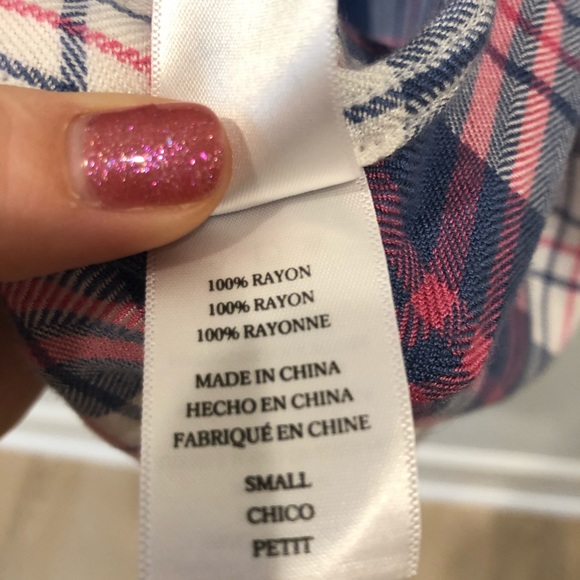 100% RAYON
100% RAYON
100% RAYONNE
MADE IN CHINA
HECHO EN CHINA
FABRIQUÉ EN CHINE
SMALL
CHICO
PETIT